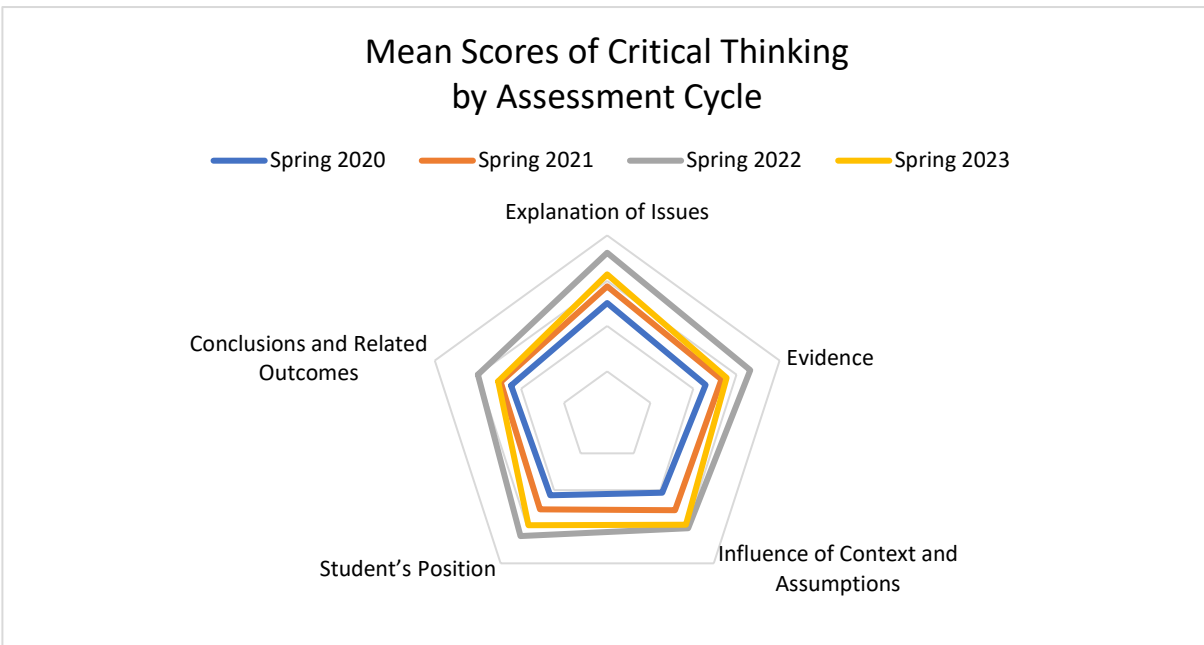 Mean Scores of Critical Thinking
by Assessment Cycle
Spring 2020 Spring 2021 Spring 2022 Spring 2023
Explanation of Issues
Evidence
Influence of Context and
Assumptions
Student’s Position
Conclusions and Related
Outcomes